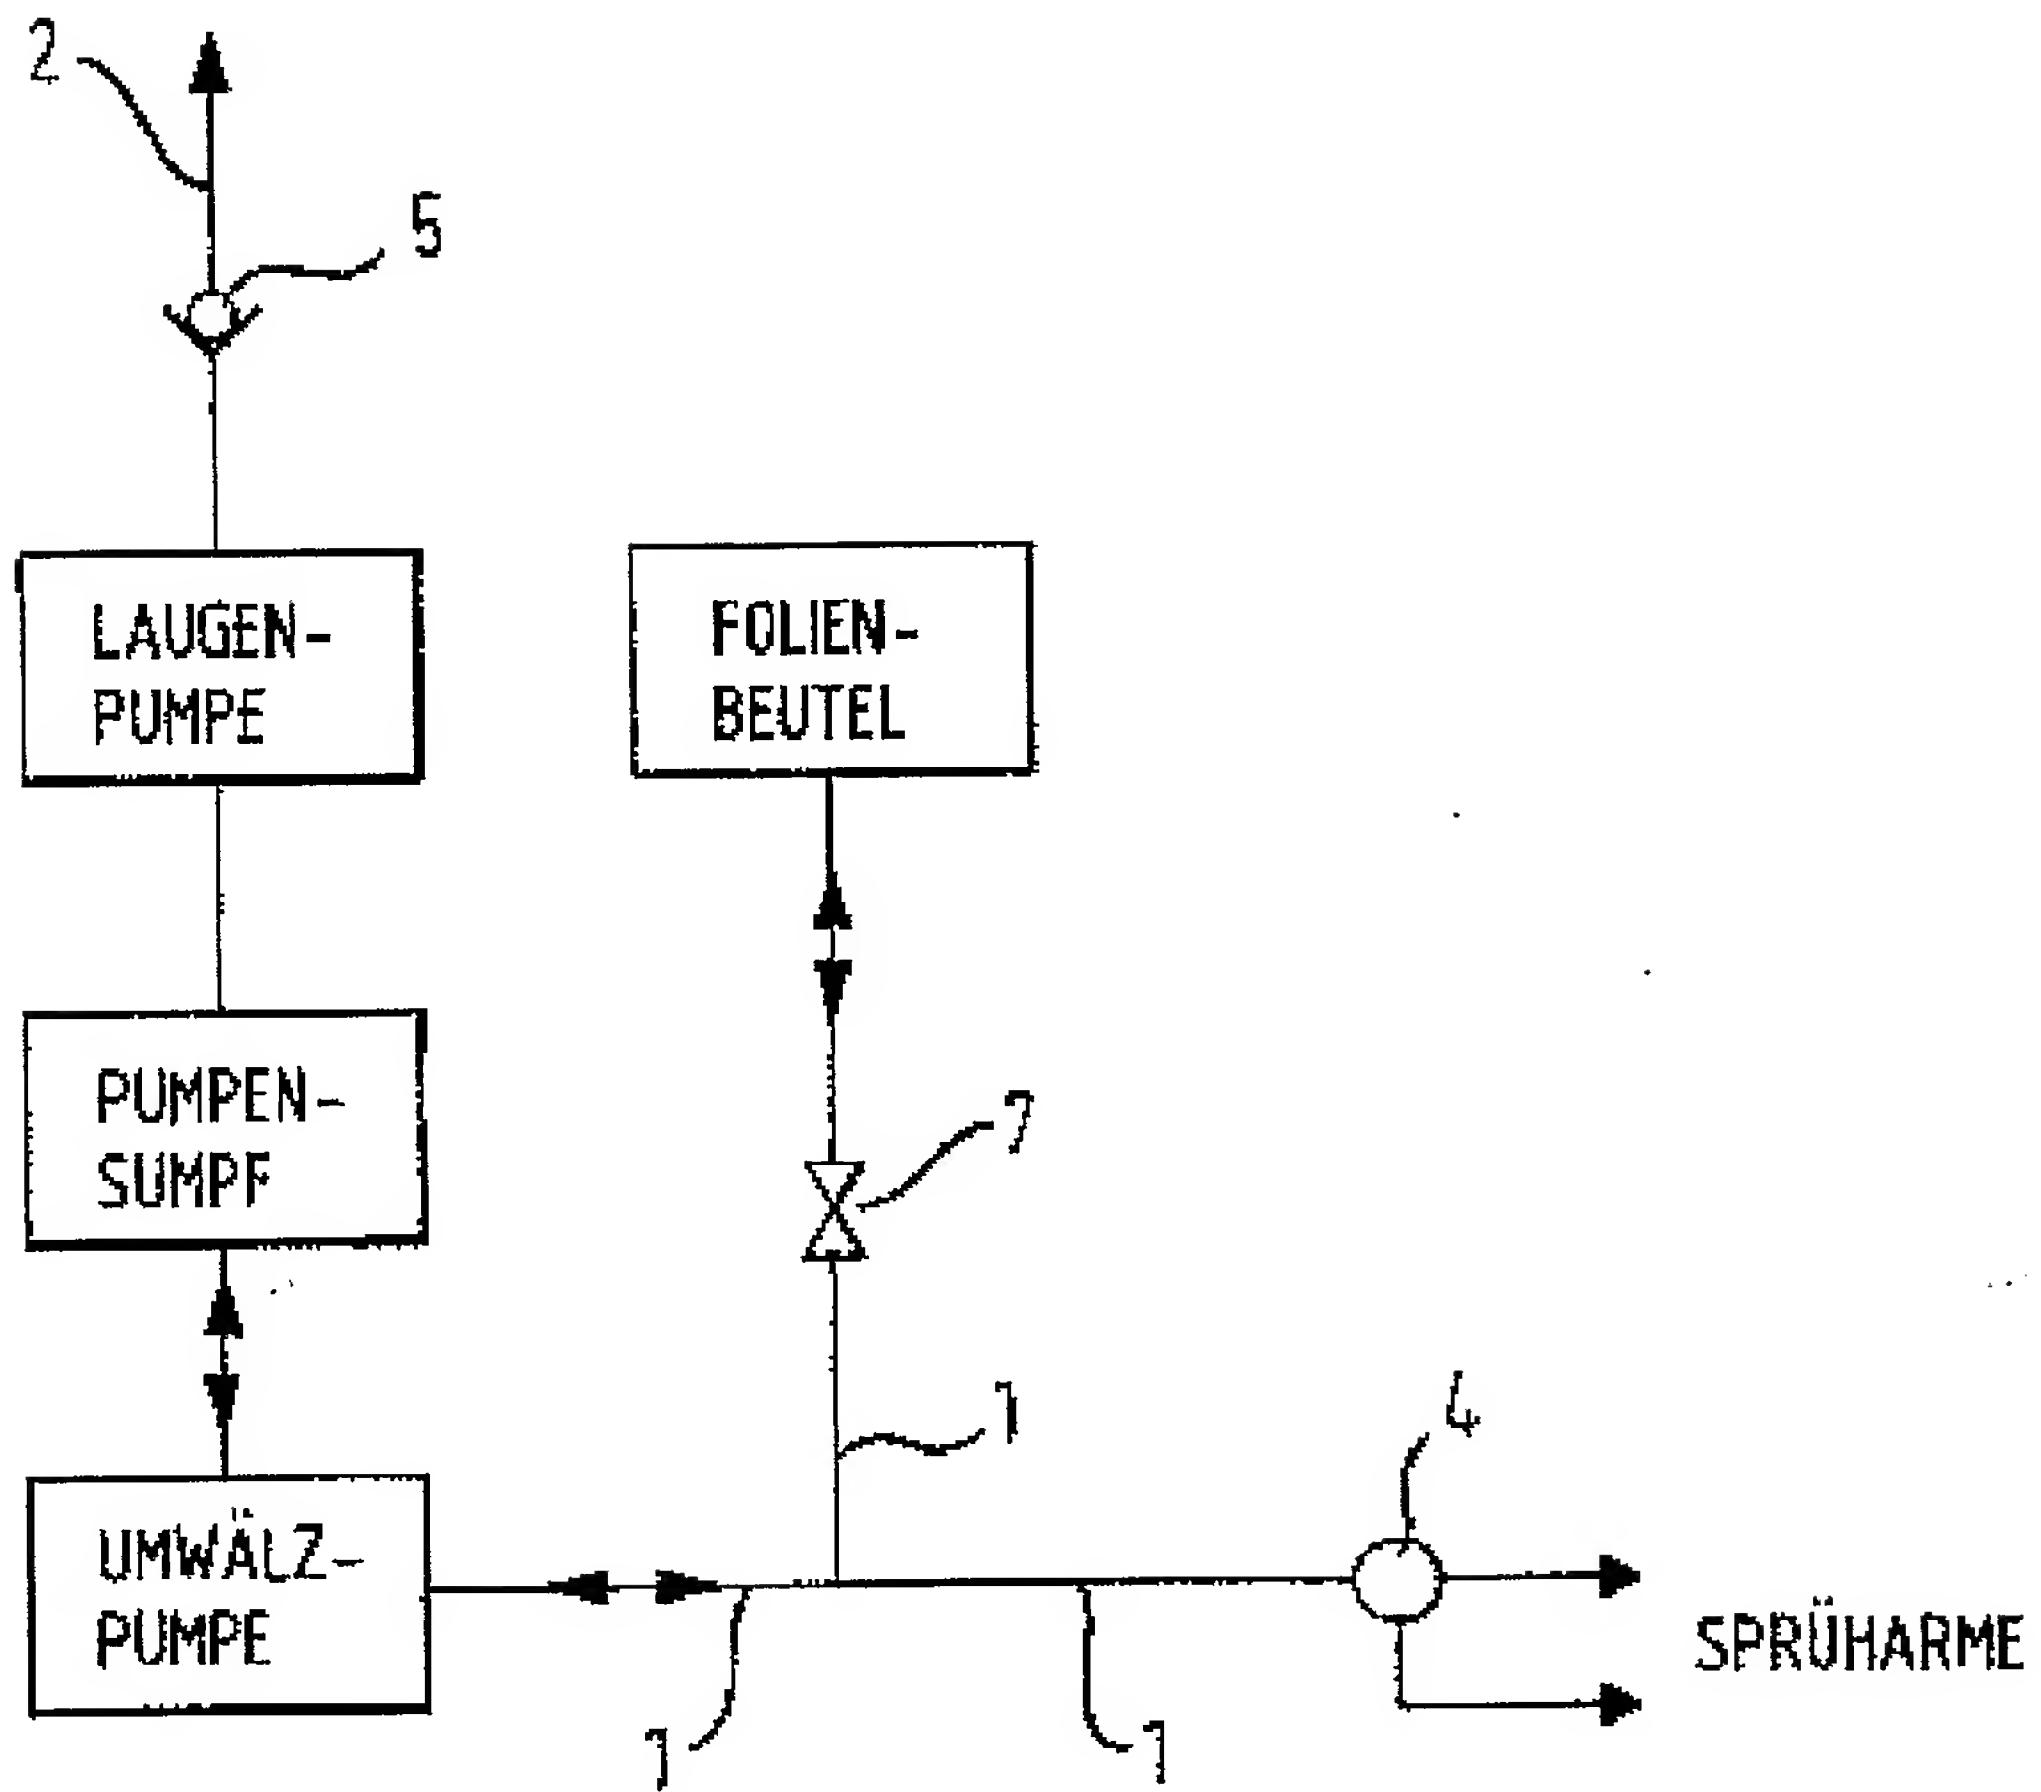 2
5
LAUGEN-
PUMPE
FOLIEN-
BEUTEL
PUMPEN-
SUMPF
7
1
4
UMWÄLZ-
PUMPE
SPRÜHARME
1
1